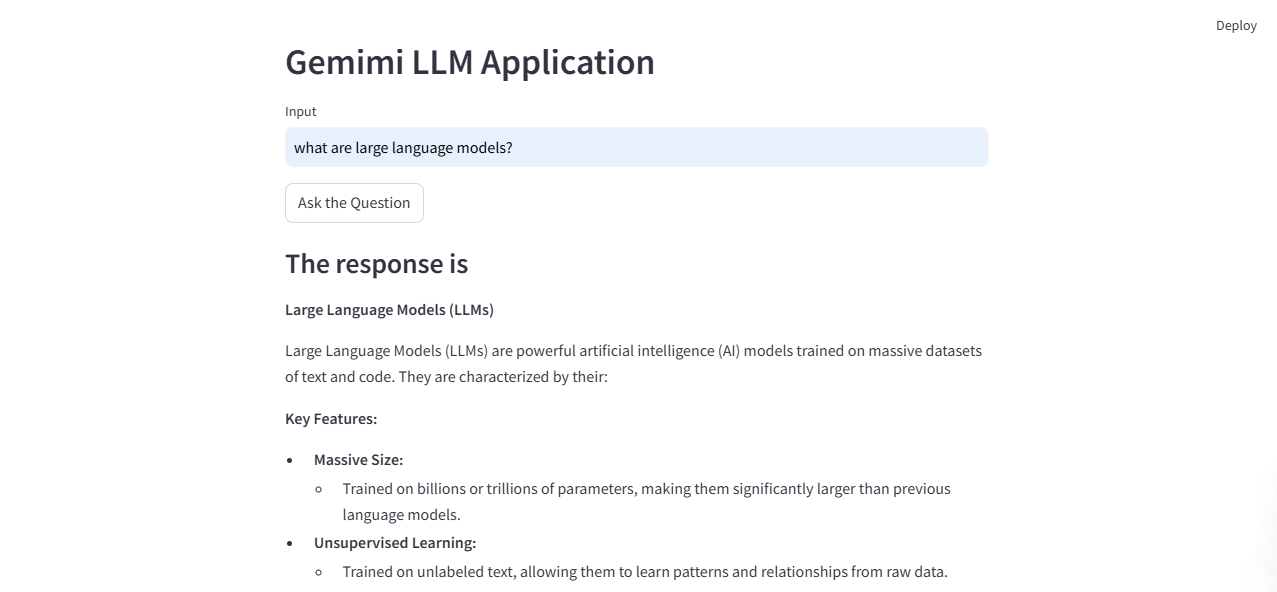 Deploy
Gemimi LLM Application
Input
what are large language models?
Ask the Question
The response is
Large Language Models (LLMs)
Large Language Models (LLMs) are powerful artificial intelligence (AI) models trained on massive datasets
of text and code. They are characterized by their:
Key Features:
• Massive Size:
◦ Trained on billions or trillions of parameters, making them significantly larger than previous
language models.
• Unsupervised Learning:
◦ Trained on unlabeled text, allowing them to learn patterns and relationships from raw data.